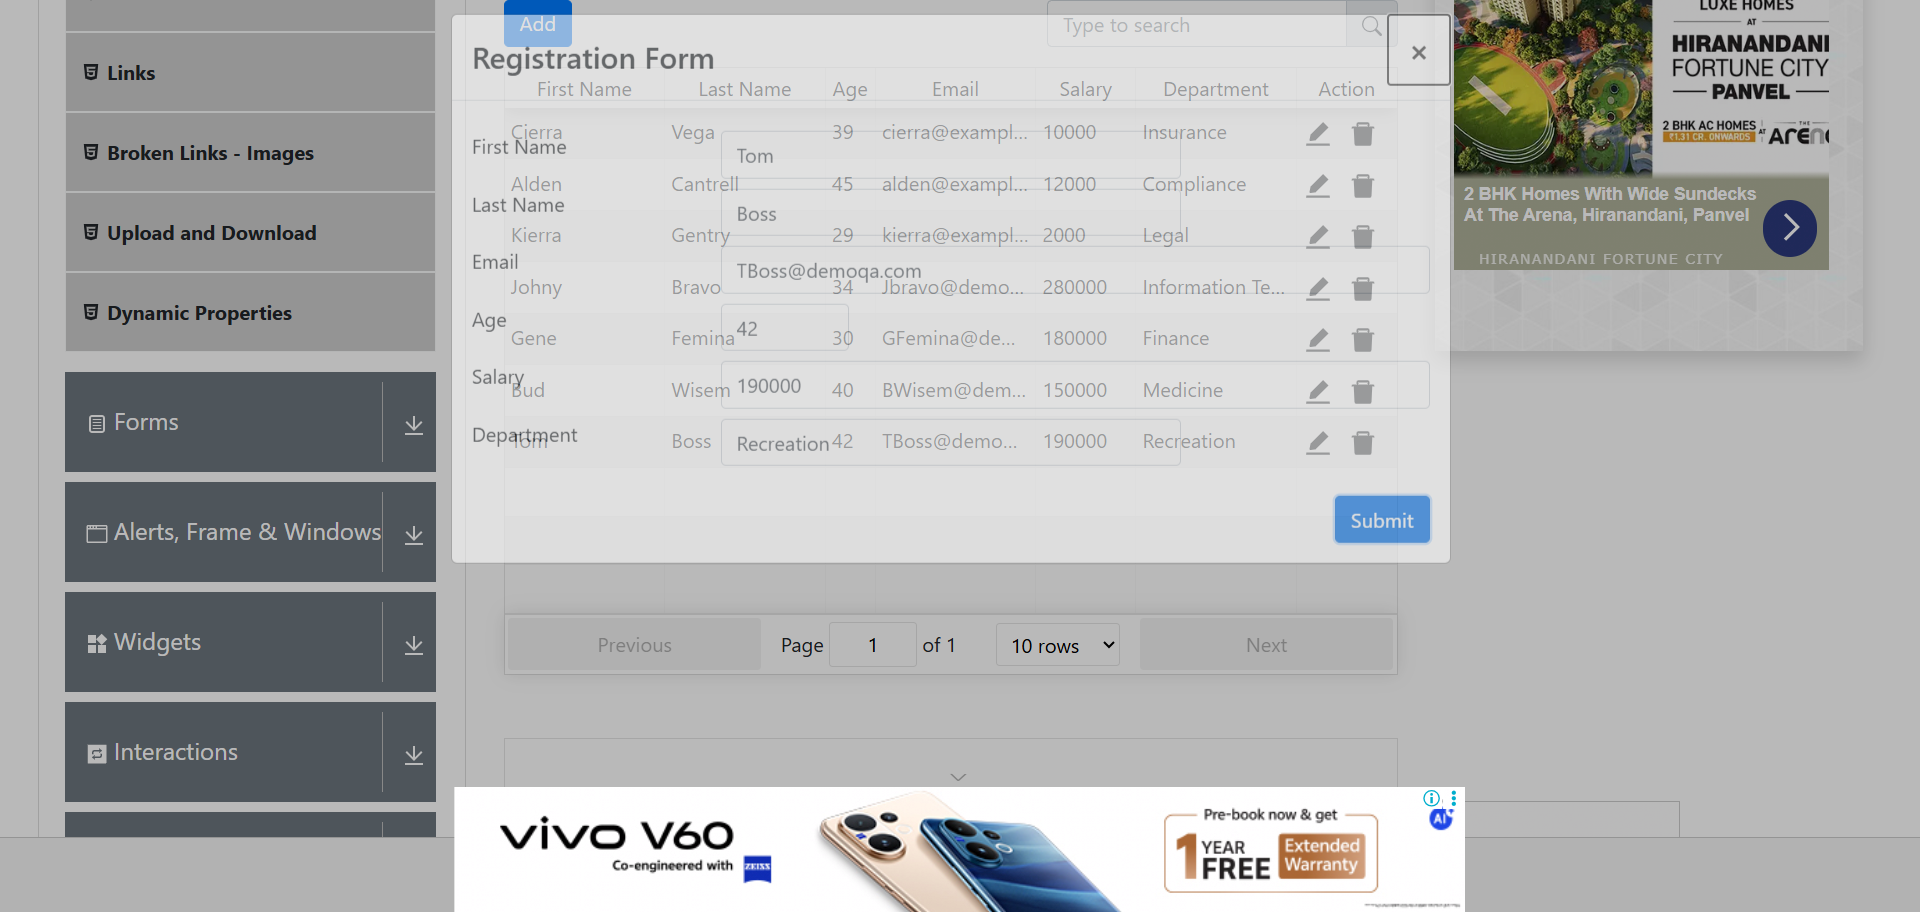 Links
Broken Links - Images
Upload and Download
Dynamic Properties
Forms
Alerts, Frame & Windows
Widgets
Interactions
Add
Type to search
Registration Form
×
First Name Last Name Age Email Salary Department Action
Cierra Vega 39 cierra@exampl... 10000 Insurance
Alden Cantrell 45 alden@exampl... 12000 Compliance
Kierra Gentry 29 kierra@exampl... 2000 Legal
Johny Bravo 34 Jbravo@demo... 280000 Information Te...
Gene Femina 30 GFemina@de... 180000 Finance
Bud Wisem 40 BWisem@dem... 150000 Medicine
Tom Boss 42 TBoss@demo... 190000 Recreation
First Name Tom
Last Name Boss
Email TBoss@demoqa.com
Age 42
Salary 190000
Department Recreation
Submit
Previous Page 1 of 1 10 rows Next
LUXE HOMES
AT
HIRANANDANI
FORTUNE CITY
PANVEL
2 BHK AC HOMES
₹1.31 CR. ONWARDS AT THE
2 BHK Homes With Wide Sundecks
At The Arena, Hiranandani, Panvel
HIRANANDANI FORTUNE CITY
vivo V60
Co-engineered with ZEISS
Pre-book now & get
1 YEAR FREE Extended Warranty
AI